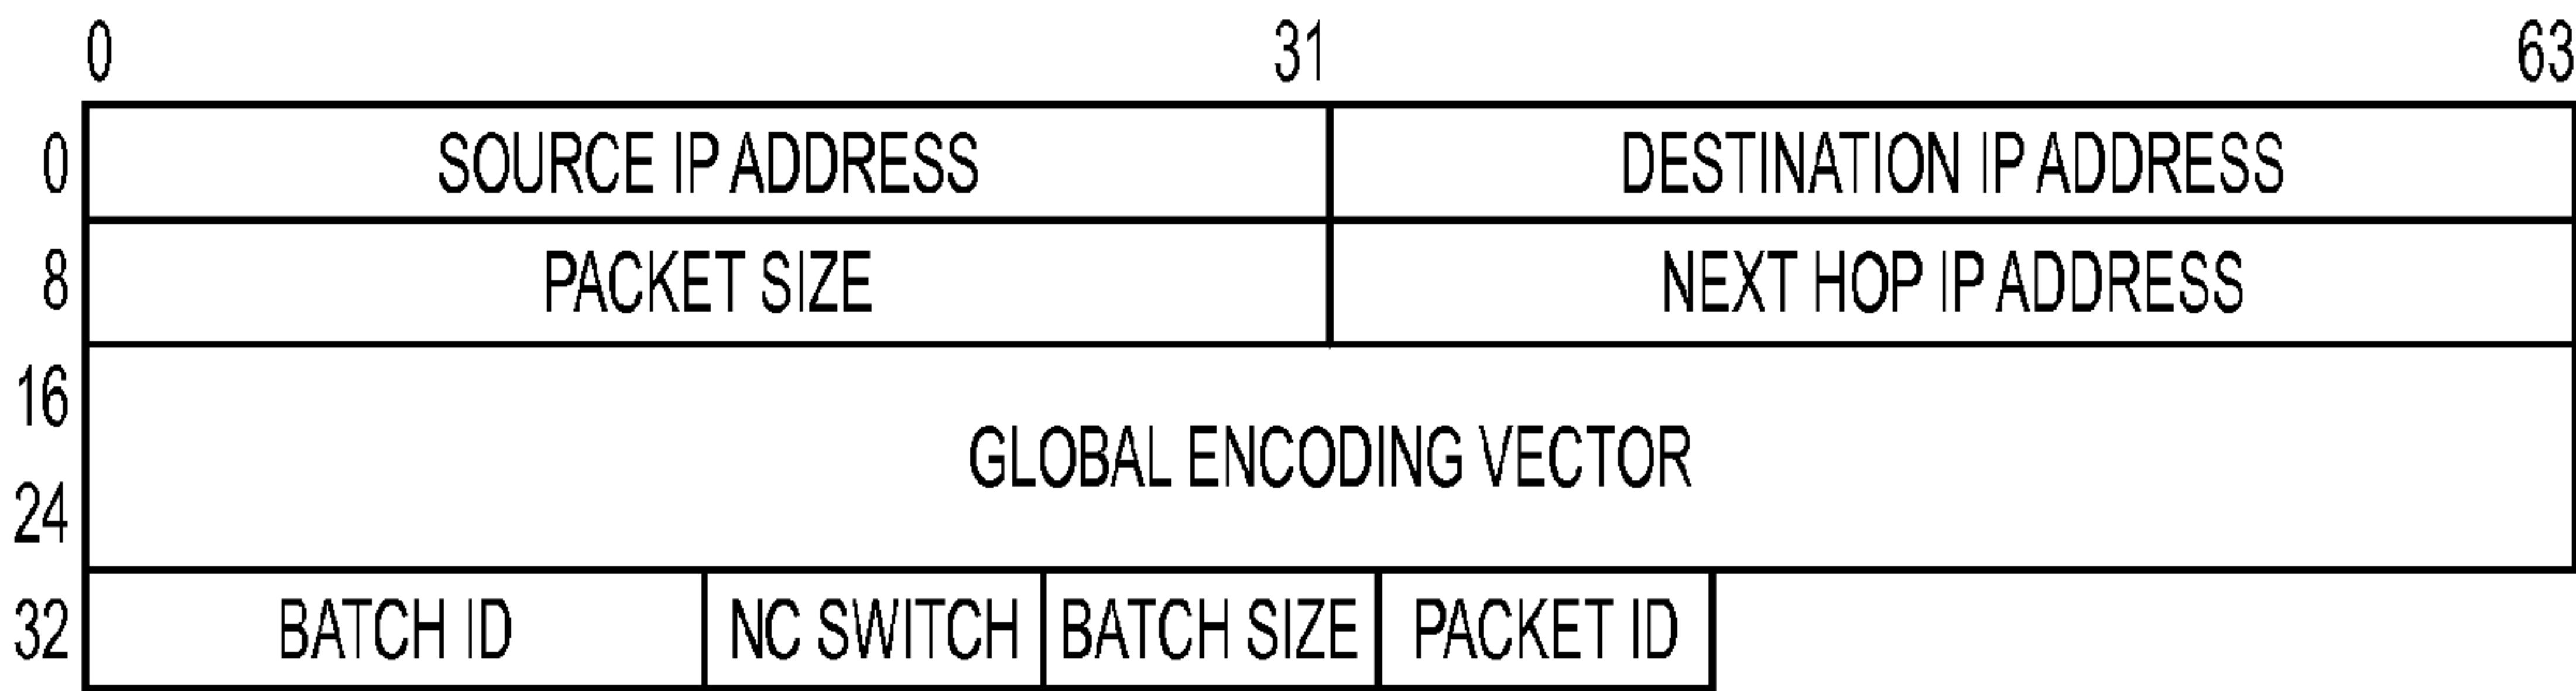 0 31 63
0 SOURCE IP ADDRESS DESTINATION IP ADDRESS
8 PACKET SIZE NEXT HOP IP ADDRESS
16
GLOBAL ENCODING VECTOR
24
32 BATCH ID NC SWITCH BATCH SIZE PACKET ID